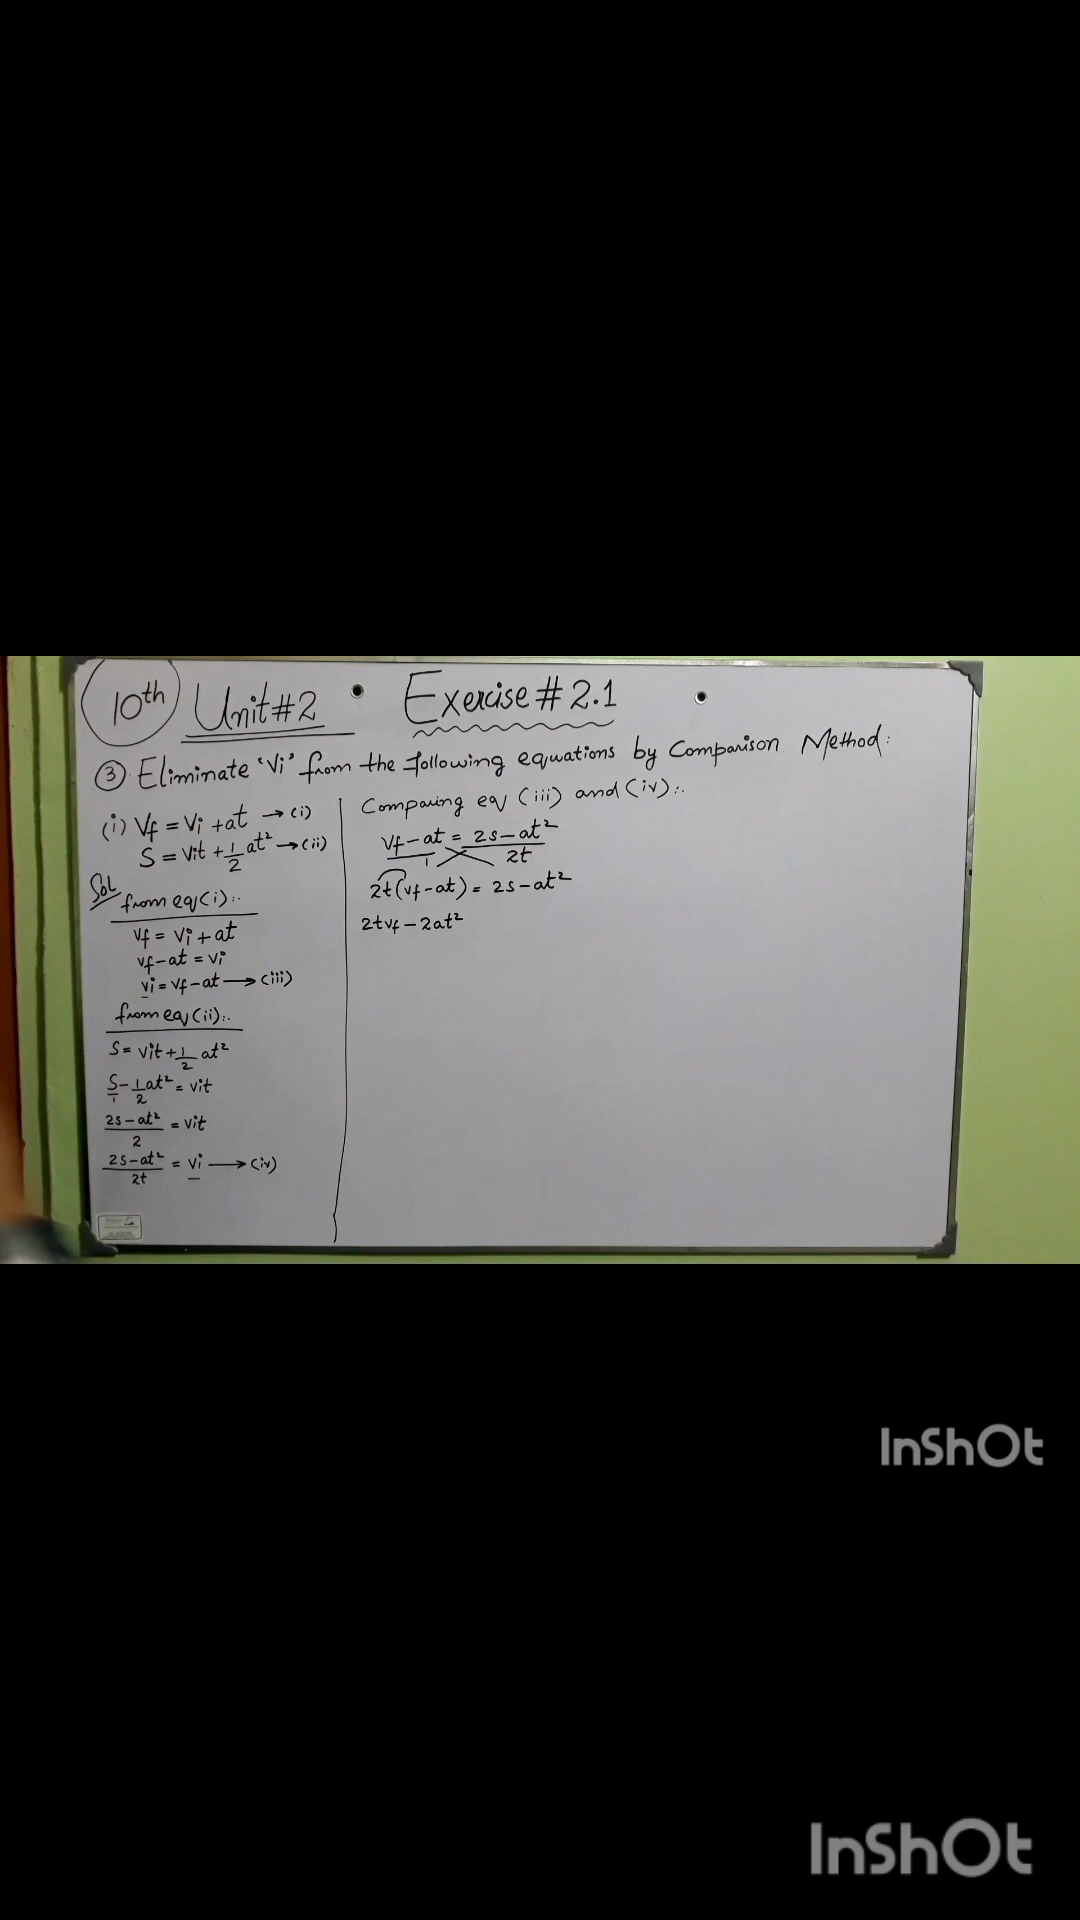 10th Unit#2 Exercise # 2.1
③ Eliminate 'Vi' from the following equations by Comparison Method:
(i) Vf = Vi + at → (i)
S = Vit + 1/2 at² → (ii)
Sol
from eq (i):.
vf = vi + at
vf - at = vi
vi = vf - at → (iii)
from eq (ii):.
S = vit + 1/2 at²
S/1 - 1/2 at² = vit
2s - at²/2 = vit
2s - at²/2t = vi → (iv)
Comparing eq (iii) and (iv):.
vf - at/1 = 2s - at²/2t
2t(vf - at) = 2s - at²
2tvf - 2at²
InShOt
InShOt